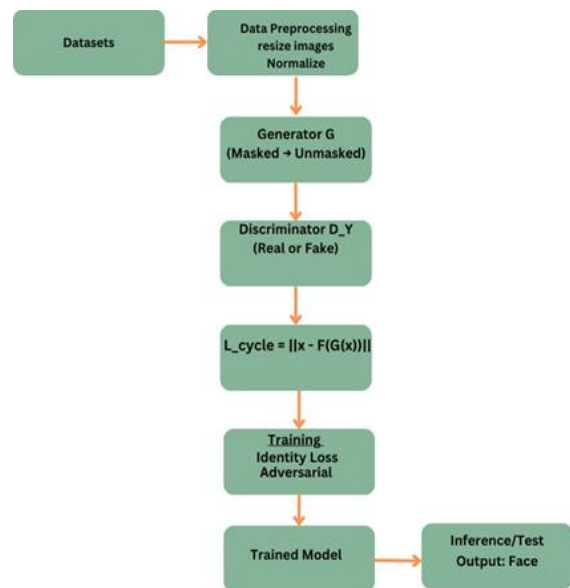 Datasets
Data Preprocessing
resize images
Normalize
Generator G
(Masked → Unmasked)
Discriminator D_Y
(Real or Fake)
L_cycle = ||x - F(G(x))||
Training
Identity Loss
Adversarial
Trained Model
Inference/Test
Output: Face